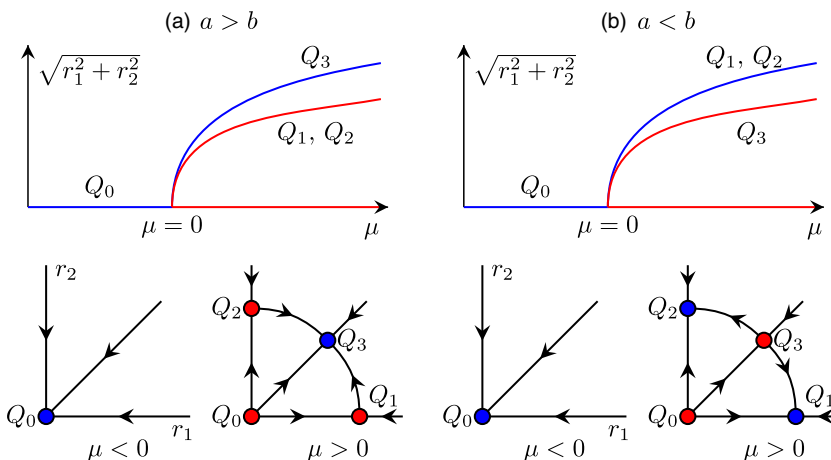 (a) a > b
√r₁² + r₂²
Q₃
Q₁, Q₂
Q₀
μ = 0
μ
r₂
Q₀
r₁
μ < 0
Q₂
Q₃
Q₀
Q₁
μ > 0
(b) a < b
√r₁² + r₂²
Q₁, Q₂
Q₃
Q₀
μ = 0
μ
r₂
Q₀
r₁
μ < 0
Q₂
Q₃
Q₀
Q₁
μ > 0